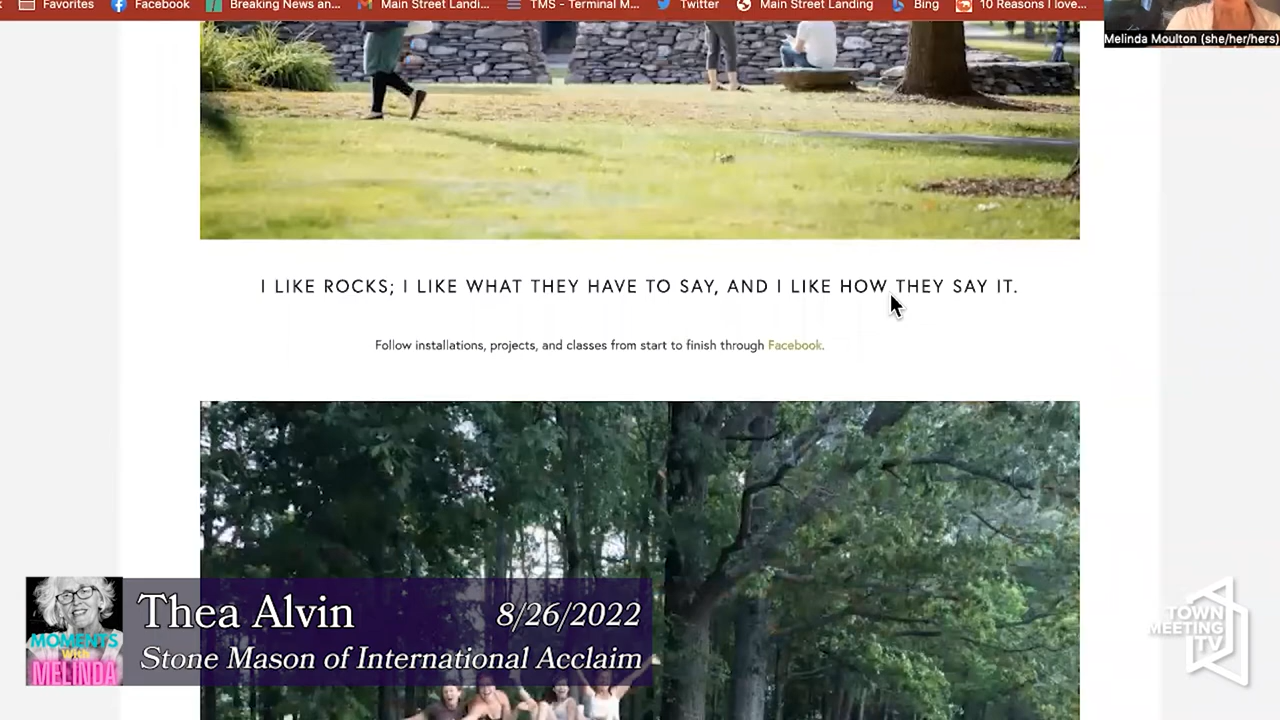 Favorites
Facebook
Breaking News an...
Main Street Landi...
TMS - Terminal M...
Twitter
Main Street Landing
Bing
10 Reasons I love...
Melinda Moulton (she/her/hers)
I LIKE ROCKS; I LIKE WHAT THEY HAVE TO SAY, AND I LIKE HOW THEY SAY IT.
Follow installations, projects, and classes from start to finish through Facebook.
MOMENTS
with
MELINDA
Thea Alvin
8/26/2022
Stone Mason of International Acclaim
TOWN
MEETING
TV